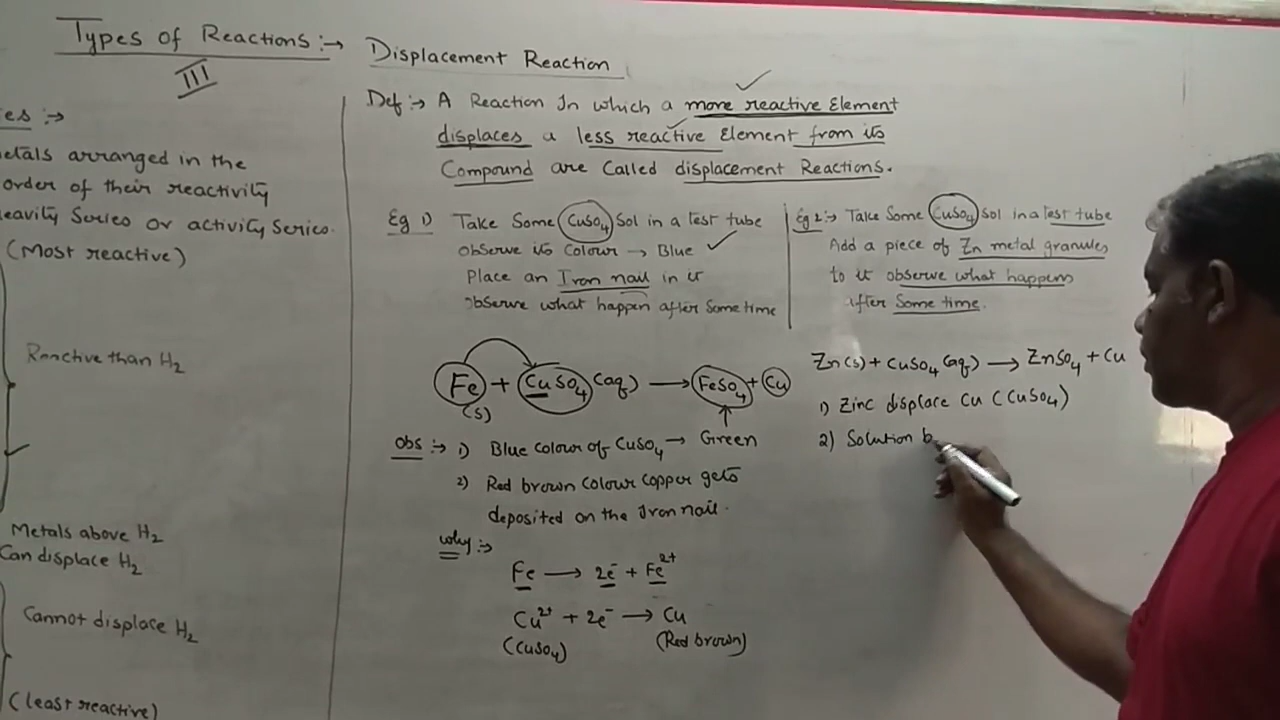 Types of Reactions :→ Displacement Reaction
III
es :→
etals arranged in the
order of their reactivity
eavity Series or activity Series.
(Most reactive)
Reactive than H2
Metals above H2
Can displace H2
Cannot displace H2
(least reactive)
Def :→ A Reaction In which a more reactive Element
displaces a less reactive Element from its
Compound are Called displacement Reactions.
Eg 1) Take Some CuSO4 Sol in a test tube
observe its Colour → Blue ✓
Place an Iron nail in it
observe what happen after Sometime
Fe(s) + CuSO4 (aq) → FeSO4 + Cu
obs :→ 1) Blue colour of CuSO4 → Green
2) Red brown colour copper gets
deposited on the Iron nail.
why :→
Fe → 2e⁻ + Fe²⁺
Cu²⁺ + 2e⁻ → Cu
(CuSO4) (Red brown)
Eg 2 :→ Take Some CuSO4 Sol in a test tube
Add a piece of Zn metal granules
to it observe what happens
after Some time.
Zn(s) + CuSO4 (aq) → ZnSO4 + Cu
1) Zinc displace Cu (CuSO4)
2) Solution b